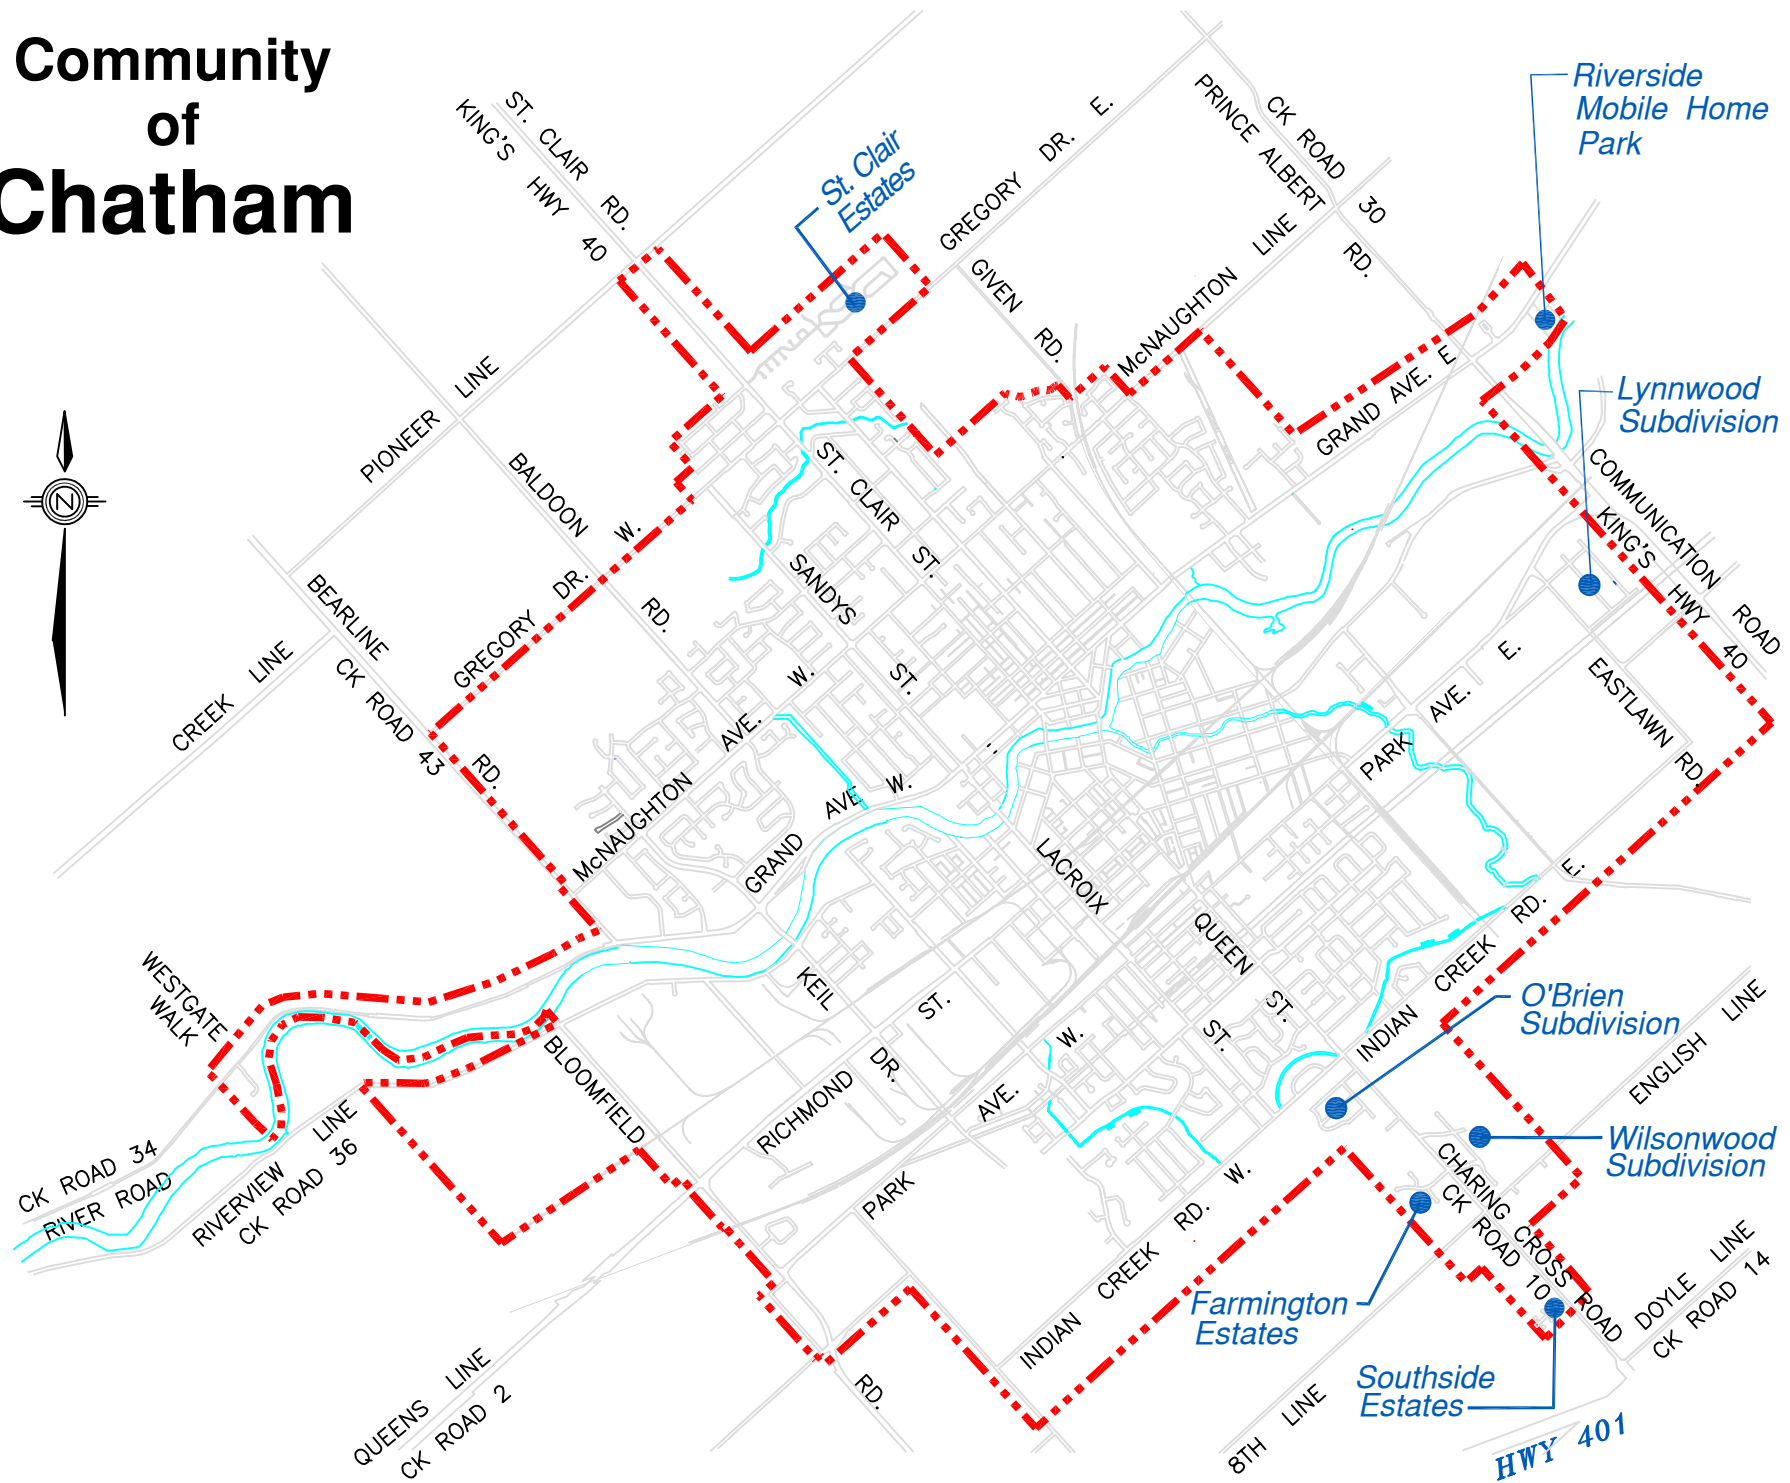 Community
of
Chatham
ST. CLAIR RD.
KING'S HWY 40
St. Clair
Estates
GREGORY DR. E.
GIVEN RD.
PRINCE ALBERT RD.
CK ROAD 30
McNAUGHTON LINE
Riverside
Mobile Home
Park
GRAND AVE. E
Lynnwood
Subdivision
COMMUNICATION ROAD
KING'S HWY 40
EASTLAWN RD.
PIONEER LINE
BALDOON RD.
GREGORY DR. W.
BEARLINE RD.
CK ROAD 43
CREEK LINE
N
ST. CLAIR ST.
SANDYS ST.
McNAUGHTON AVE. W.
GRAND AVE. W.
PARK AVE. E.
LACROIX ST.
QUEEN ST.
KEIL DR.
RICHMOND ST.
PARK AVE. W.
INDIAN CREEK RD. E.
INDIAN CREEK RD. W.
WESTGATE
WALK
CK ROAD 34
RIVER ROAD
RIVERVIEW LINE
CK ROAD 36
BLOOMFIELD RD.
QUEENS LINE
CK ROAD 2
O'Brien
Subdivision
ENGLISH LINE
Wilsonwood
Subdivision
CHARING CROSS ROAD
CK ROAD 10
Farmington
Estates
Southside
Estates
DOYLE LINE
CK ROAD 14
8TH LINE
HWY 401